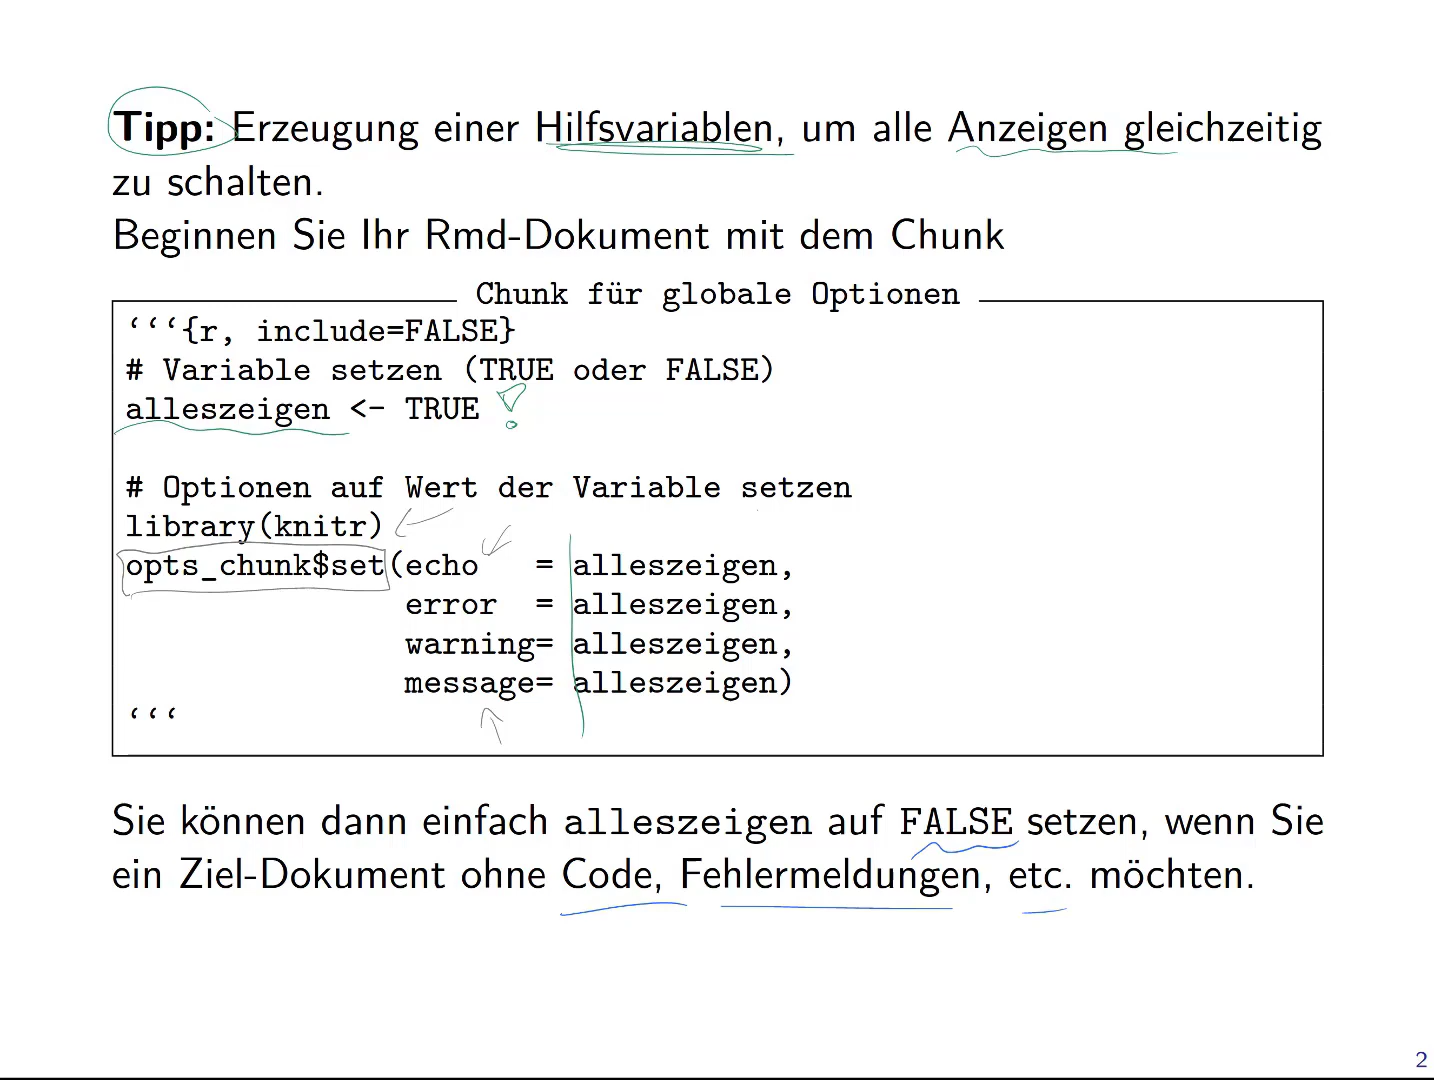 Tipp: Erzeugung einer Hilfsvariablen, um alle Anzeigen gleichzeitig
zu schalten.
Beginnen Sie Ihr Rmd-Dokument mit dem Chunk
Chunk für globale Optionen
‘‘‘{r, include=FALSE}
# Variable setzen (TRUE oder FALSE)
alleszeigen <- TRUE !
# Optionen auf Wert der Variable setzen
library(knitr)
opts_chunk$set(echo   = alleszeigen,
               error  = alleszeigen,
               warning= alleszeigen,
               message= alleszeigen)
‘‘‘
Sie können dann einfach alleszeigen auf FALSE setzen, wenn Sie
ein Ziel-Dokument ohne Code, Fehlermeldungen, etc. möchten.
2